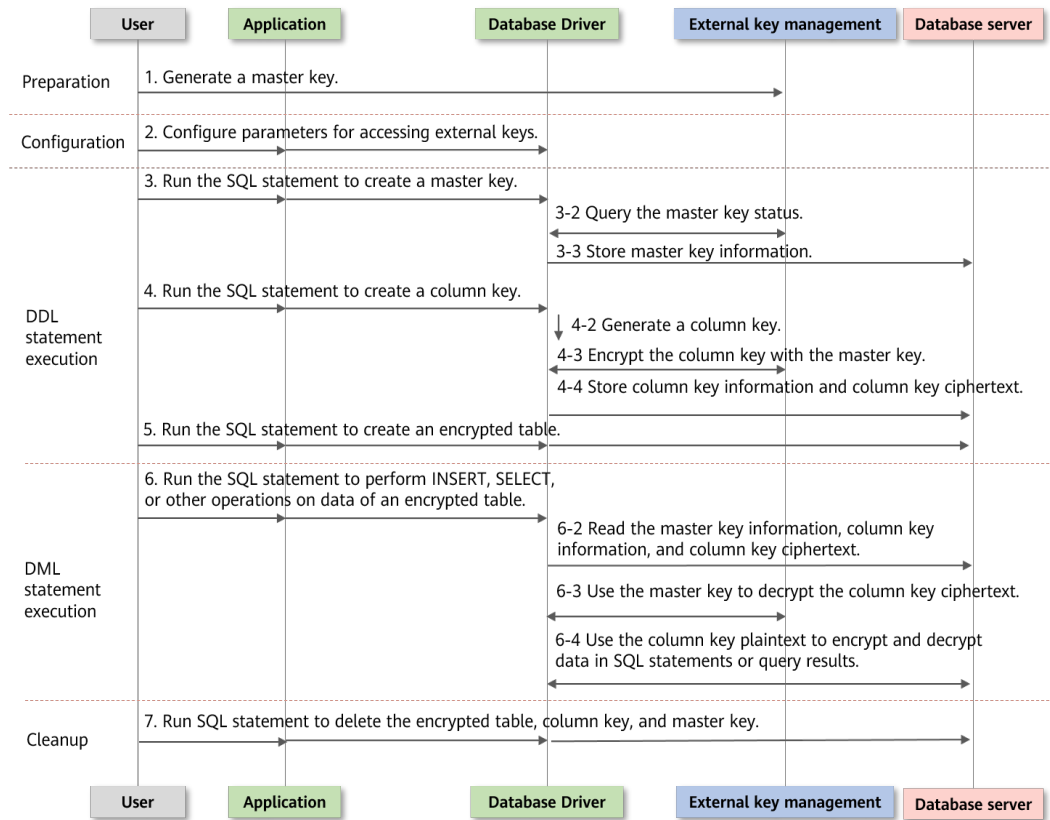 User
Application
Database Driver
External key management
Database server
Preparation
1. Generate a master key.
Configuration
2. Configure parameters for accessing external keys.
3. Run the SQL statement to create a master key.
3-2 Query the master key status.
3-3 Store master key information.
4. Run the SQL statement to create a column key.
DDL
statement
execution
4-2 Generate a column key.
4-3 Encrypt the column key with the master key.
4-4 Store column key information and column key ciphertext.
5. Run the SQL statement to create an encrypted table.
6. Run the SQL statement to perform INSERT, SELECT,
or other operations on data of an encrypted table.
6-2 Read the master key information, column key
information, and column key ciphertext.
DML
statement
execution
6-3 Use the master key to decrypt the column key ciphertext.
6-4 Use the column key plaintext to encrypt and decrypt
data in SQL statements or query results.
7. Run SQL statement to delete the encrypted table, column key, and master key.
Cleanup
User
Application
Database Driver
External key management
Database server